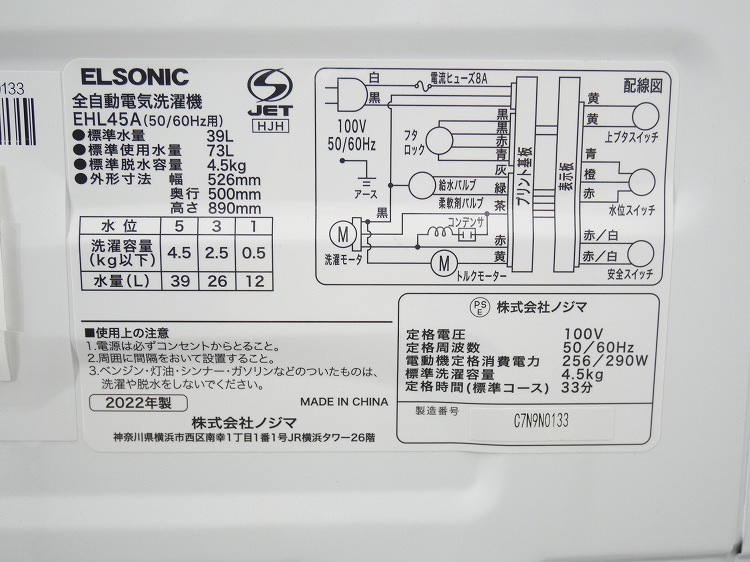 0133
ELSONIC
全自動電気洗濯機
EHL45A(50/60Hz用)
●標準水量 39L
●標準使用水量 73L
●標準脱水容量 4.5kg
●外形寸法 幅 526mm
奥行 500mm
高さ 890mm
S
JET
HJH
水位 5 3 1
洗濯容量(kg以下) 4.5 2.5 0.5
水量(L) 39 26 12
配線図
白
電流ヒューズ8A
黒
100V
50/60Hz
アース
フタロック
黒
黒
赤
青
灰
給水バルブ
緑
柔軟剤バルブ
茶
黒
コンデンサ
M
洗濯モータ
赤
黄
M
トルクモーター
プリント基板
表示板
黄
黄
上ブタスイッチ
青
橙
赤
水位スイッチ
赤/白
赤/白
安全スイッチ
■使用上の注意
1.電源は必ずコンセントからとること。
2.周囲に間隔をおいて設置すること。
3.ベンジン・灯油・シンナー・ガソリンなどのついたものは、
洗濯や脱水をしないでください。
2022年製
MADE IN CHINA
株式会社ノジマ
神奈川県横浜市西区南幸1丁目1番1号JR横浜タワー26階
PSE 株式会社ノジマ
定格電圧 100V
定格周波数 50/60Hz
電動機定格消費電力 256/290W
標準洗濯容量 4.5kg
定格時間(標準コース) 33分
製造番号 C7N9N0133